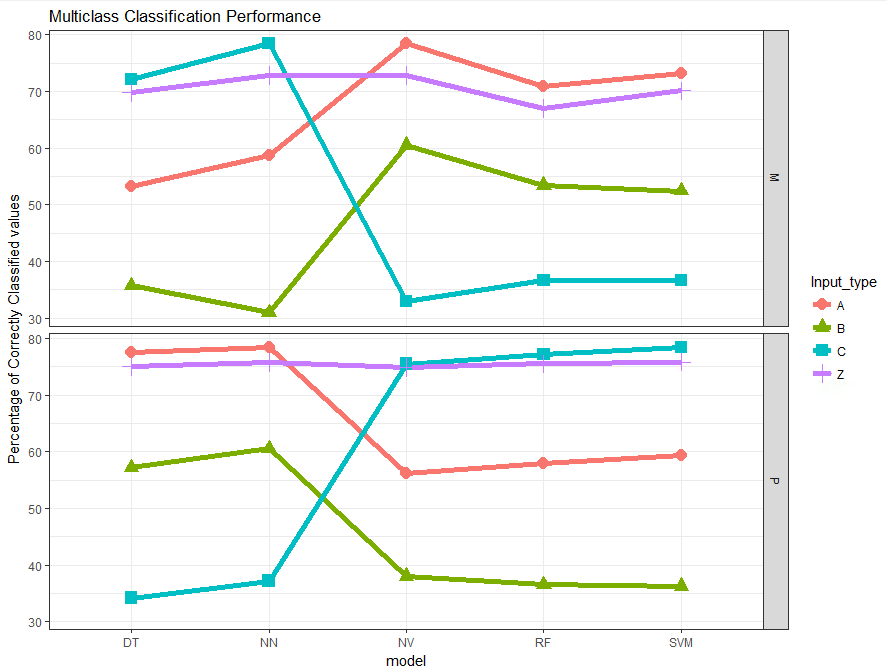 Multiclass Classification Performance
Percentage of Correctly Classified values
80
70
60
50
40
30
M
80
70
60
50
40
30
P
DT NN NV RF SVM
model
Input_type
A
B
C
Z